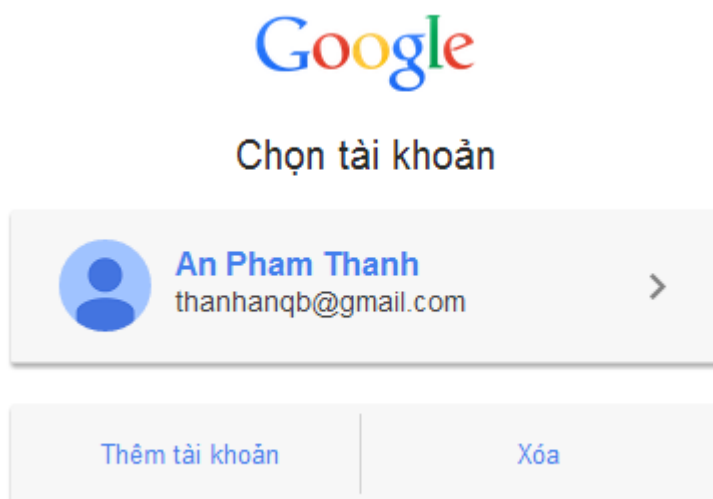 Google
Chọn tài khoản
An Pham Thanh
thanhanqb@gmail.com
Thêm tài khoản
Xóa